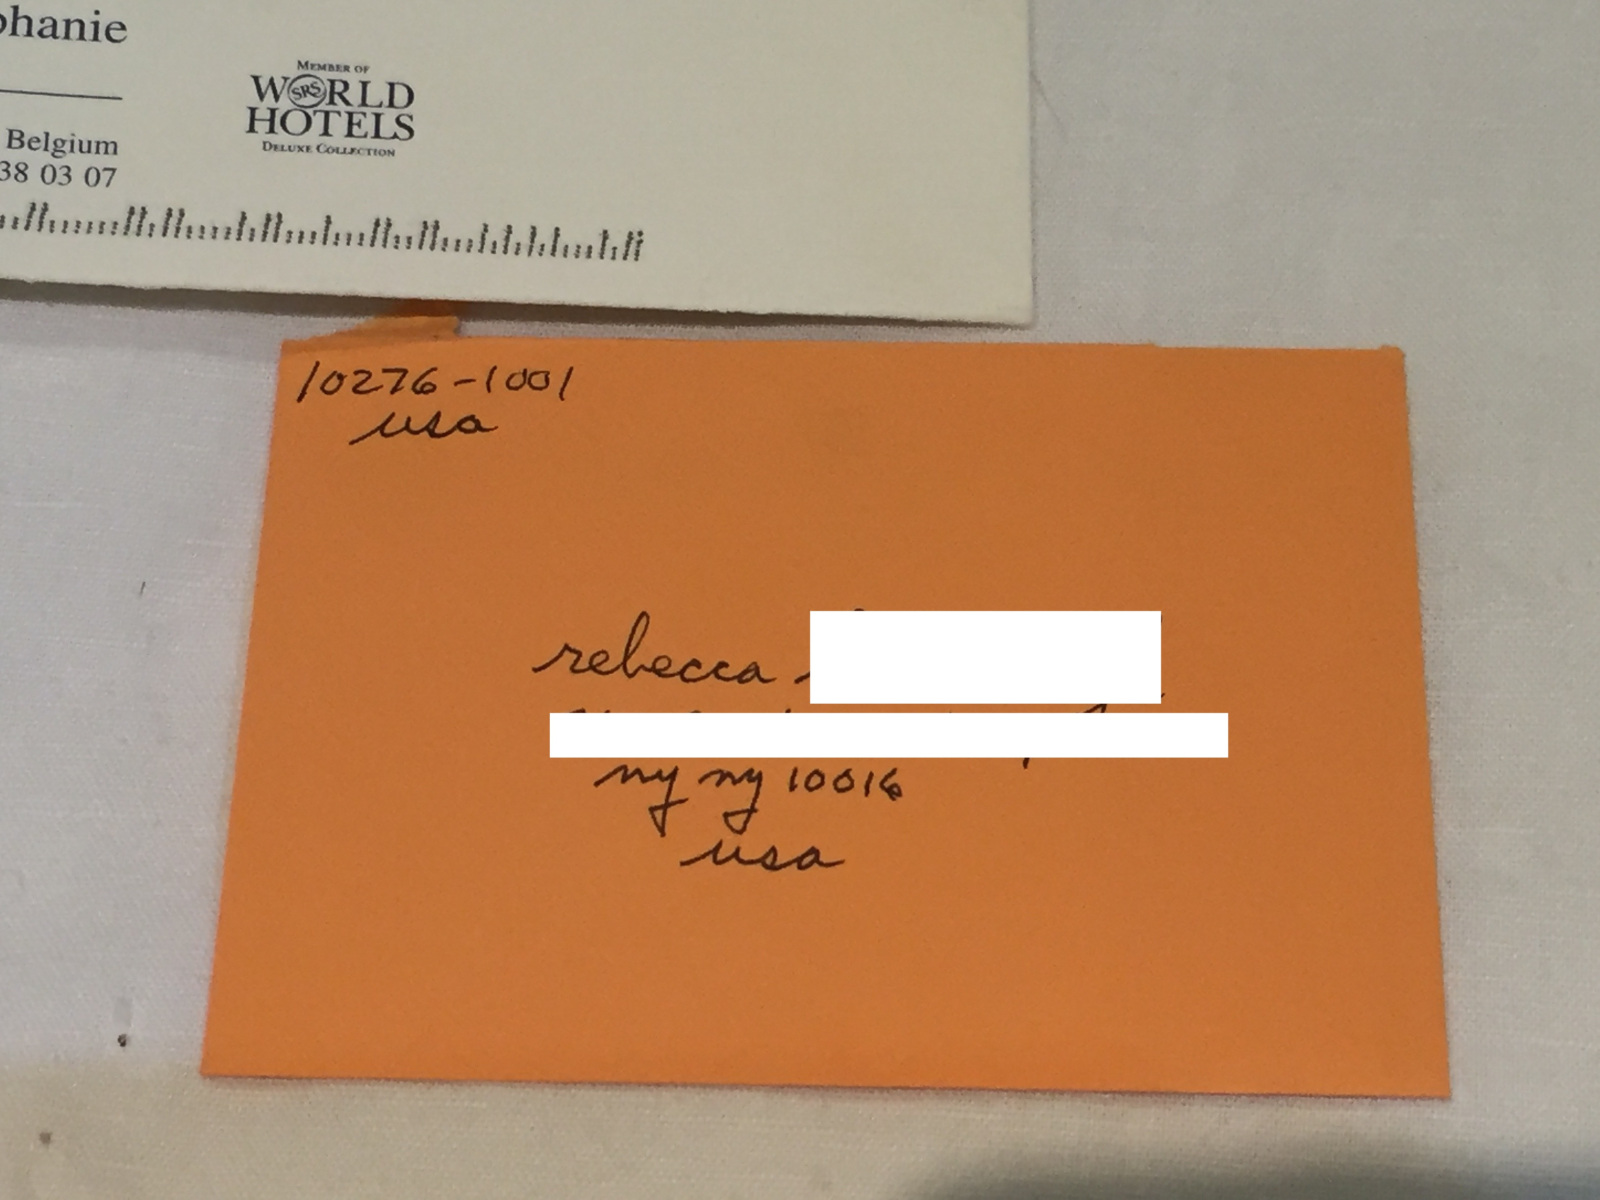 phanie
MEMBER OF
WORLD
SRS
HOTELS
DELUXE COLLECTION
Belgium
38 03 07
10276-1001
usa
rebecca
ny ny 10016
usa